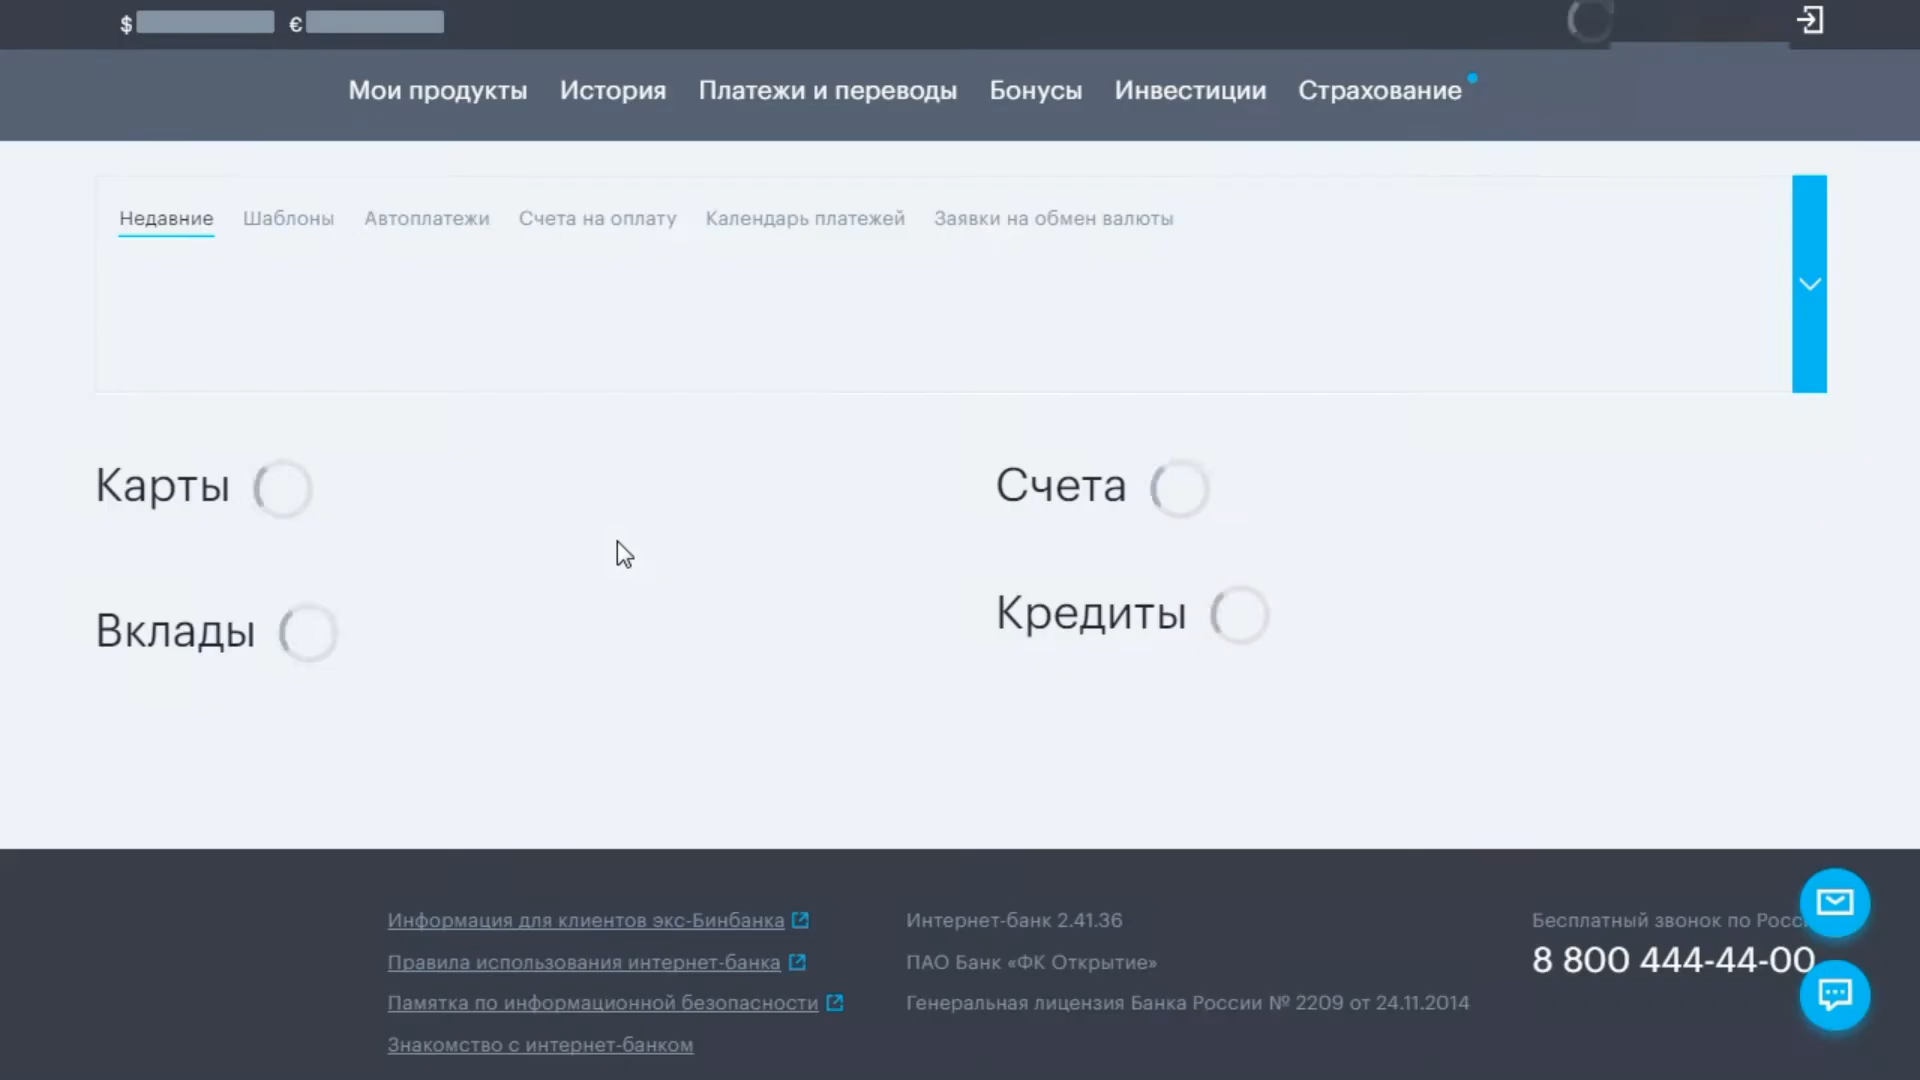 $ €
Мои продукты История Платежи и переводы Бонусы Инвестиции Страхование
Недавние Шаблоны Автоплатежи Счета на оплату Календарь платежей Заявки на обмен валюты
Карты
Счета
Вклады
Кредиты
Информация для клиентов экс-Бинбанка
Правила использования интернет-банка
Памятка по информационной безопасности
Знакомство с интернет-банком
Интернет-банк 2.41.36
ПАО Банк «ФК Открытие»
Генеральная лицензия Банка России № 2209 от 24.11.2014
Бесплатный звонок по
8 800 444-44-00